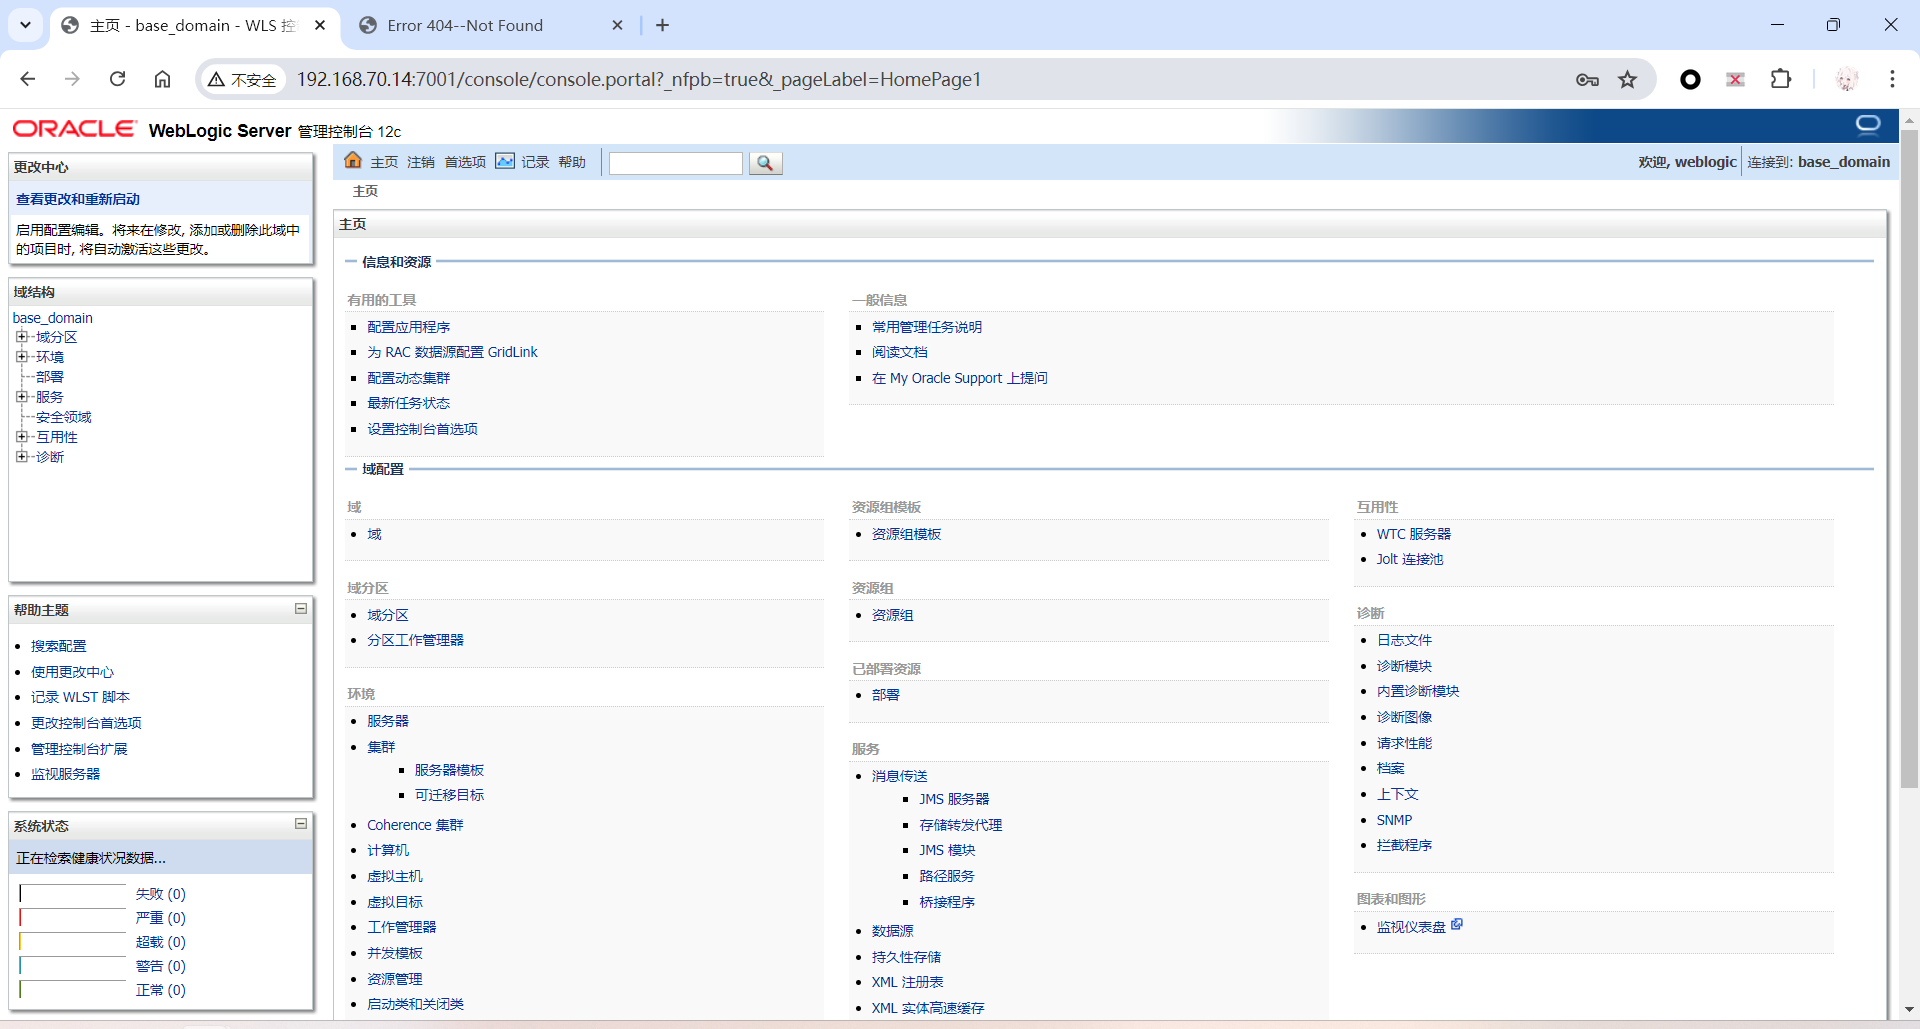 主页 - base_domain - WLS 控
Error 404--Not Found
不安全
192.168.70.14:7001/console/console.portal?_nfpb=true&_pageLabel=HomePage1
ORACLE WebLogic Server 管理控制台 12c
更改中心
查看更改和重新启动
启用配置编辑。将来在修改, 添加或删除此域中
的项目时, 将自动激活这些更改。
域结构
base_domain
域分区
环境
部署
服务
安全领域
互用性
诊断
帮助主题
搜索配置
使用更改中心
记录 WLST 脚本
更改控制台首选项
管理控制台扩展
监视服务器
系统状态
正在检索健康状况数据...
失败 (0)
严重 (0)
超载 (0)
警告 (0)
正常 (0)
主页 注销 首选项 记录 帮助
欢迎, weblogic 连接到: base_domain
主页
主页
信息和资源
有用的工具
配置应用程序
为 RAC 数据源配置 GridLink
配置动态集群
最新任务状态
设置控制台首选项
一般信息
常用管理任务说明
阅读文档
在 My Oracle Support 上提问
域配置
域
域
域分区
域分区
分区工作管理器
环境
服务器
集群
服务器模板
可迁移目标
Coherence 集群
计算机
虚拟主机
虚拟目标
工作管理器
并发模板
资源管理
启动类和关闭类
资源组模板
资源组模板
资源组
资源组
已部署资源
部署
服务
消息传送
JMS 服务器
存储转发代理
JMS 模块
路径服务
桥接程序
数据源
持久性存储
XML 注册表
XML 实体高速缓存
互用性
WTC 服务器
Jolt 连接池
诊断
日志文件
诊断模块
内置诊断模块
诊断图像
请求性能
档案
上下文
SNMP
拦截程序
图表和图形
监视仪表盘